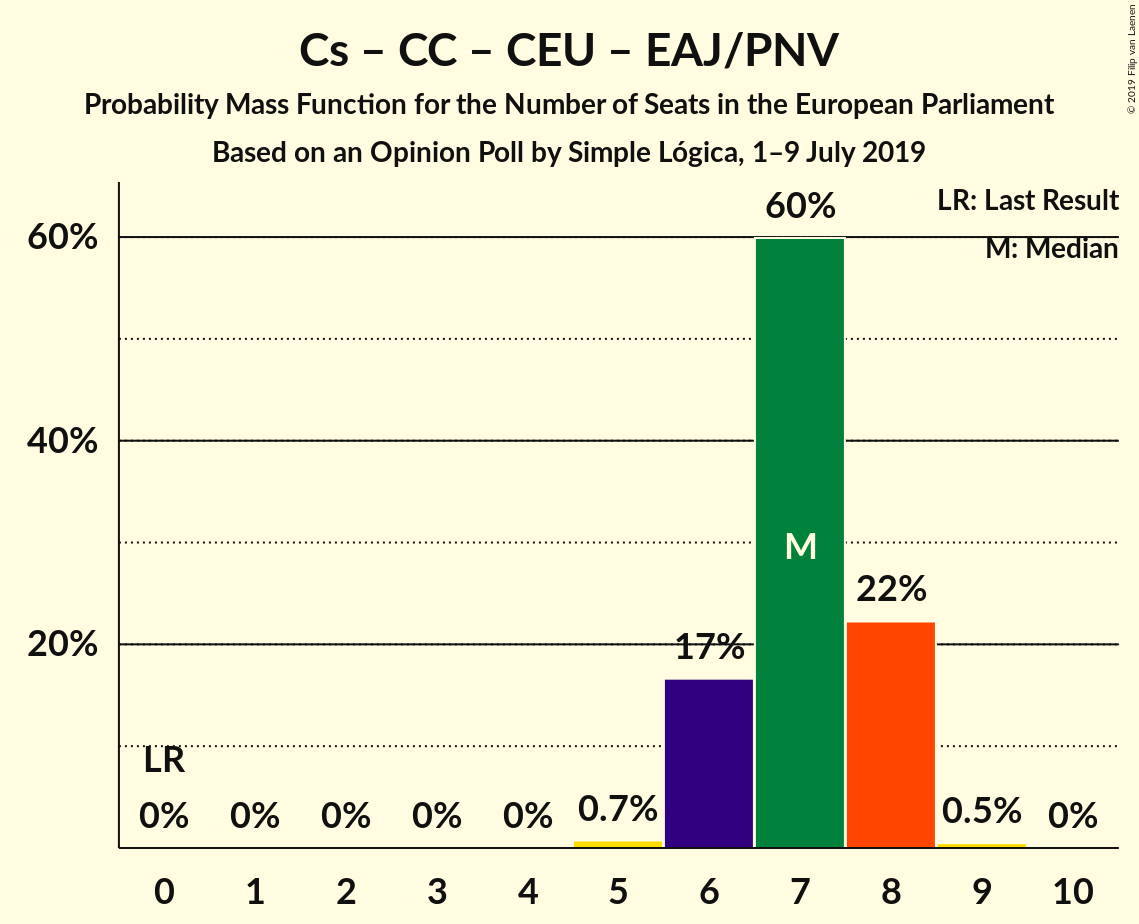 Cs – CC – CEU – EAJ/PNV
Probability Mass Function for the Number of Seats in the European Parliament
Based on an Opinion Poll by Simple Lógica, 1–9 July 2019
© 2019 Filip van Laenen
LR: Last Result
M: Median
60%
40%
20%
LR
0%
0%
0%
0%
0%
0.7%
17%
60%
M
22%
0.5%
0%
0 1 2 3 4 5 6 7 8 9 10